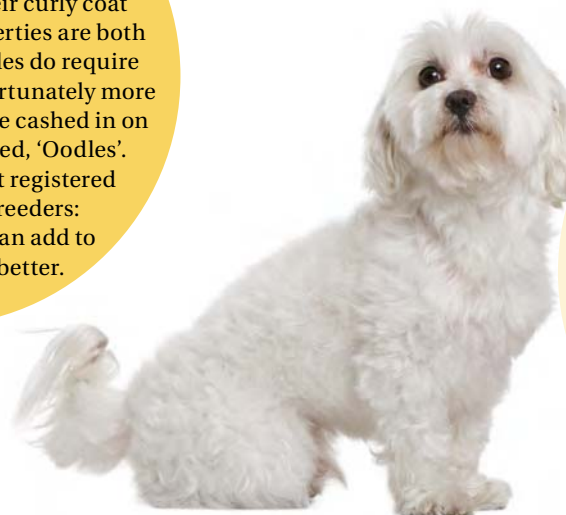 eir curly coat
erties are both
les do require
rtunately more
e cashed in on
ed, ‘Oodles’.
t registered
reeders:
an add to
better.